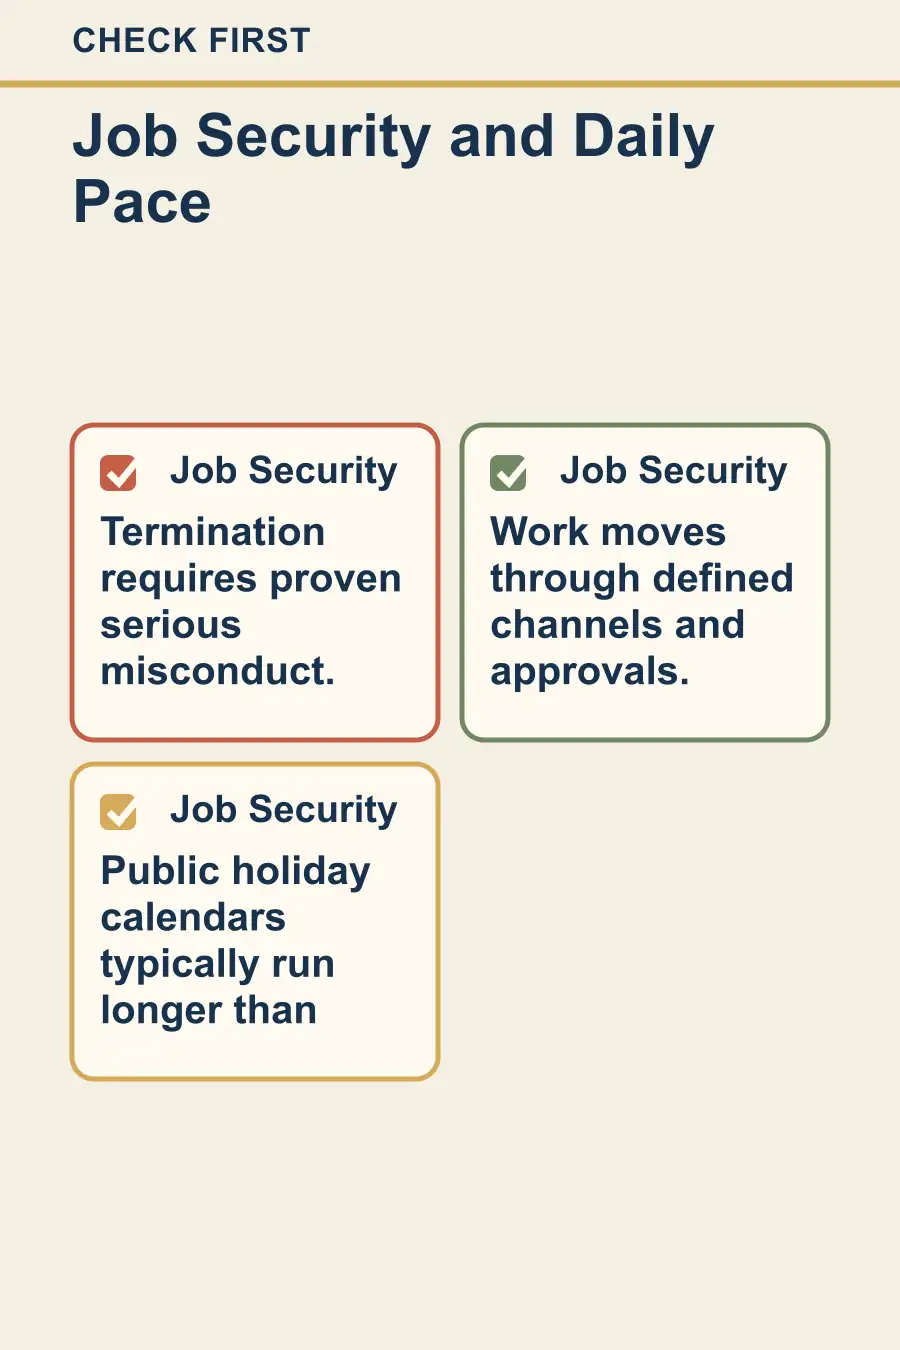 CHECK FIRST
Job Security and Daily
Pace
Job Security
Termination
requires proven
serious
misconduct.
Job Security
Work moves
through defined
channels and
approvals.
Job Security
Public holiday
calendars
typically run
longer than